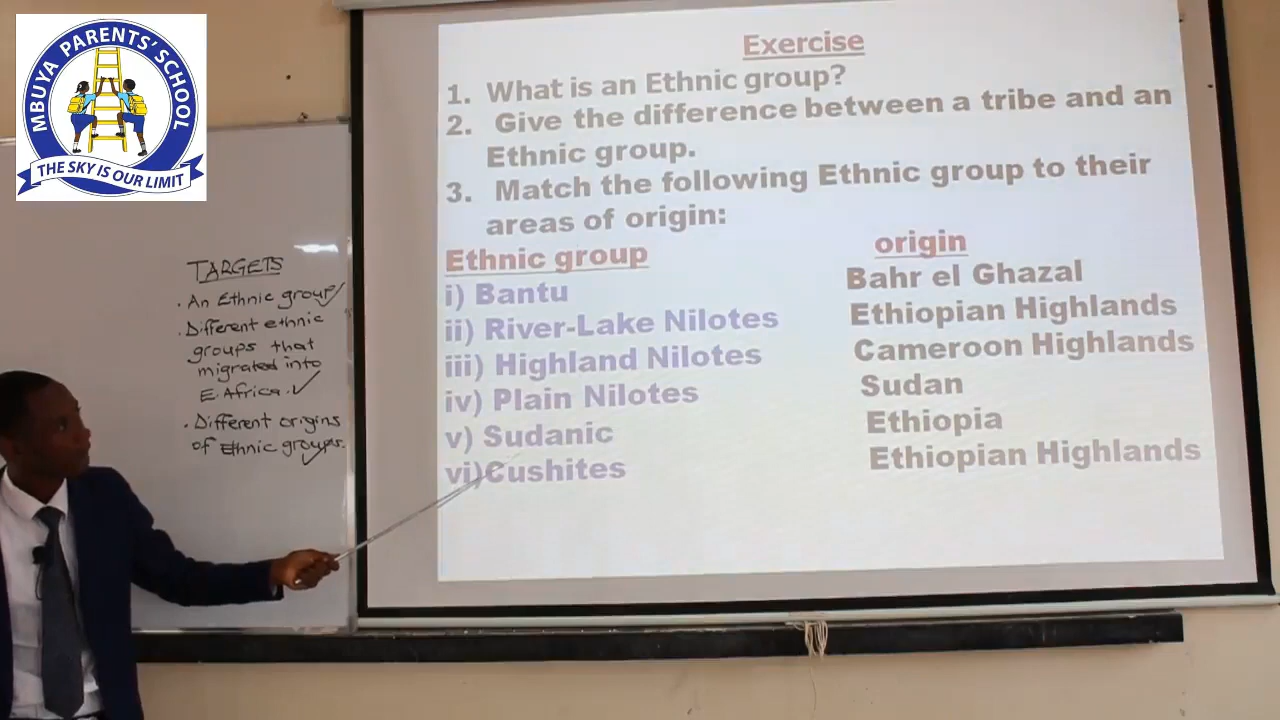 MBUYA PARENTS' SCHOOL
THE SKY IS OUR LIMIT
TARGETS
. An Ethnic group
. Different ethnic
groups that
migrated into
E. Africa.
. Different origins
of Ethnic groups.
Exercise
1. What is an Ethnic group?
2. Give the difference between a tribe and an
Ethnic group.
3. Match the following Ethnic group to their
areas of origin:
Ethnic group origin
i) Bantu Bahr el Ghazal
ii) River-Lake Nilotes Ethiopian Highlands
iii) Highland Nilotes Cameroon Highlands
iv) Plain Nilotes Sudan
v) Sudanic Ethiopia
vi)Cushites Ethiopian Highlands